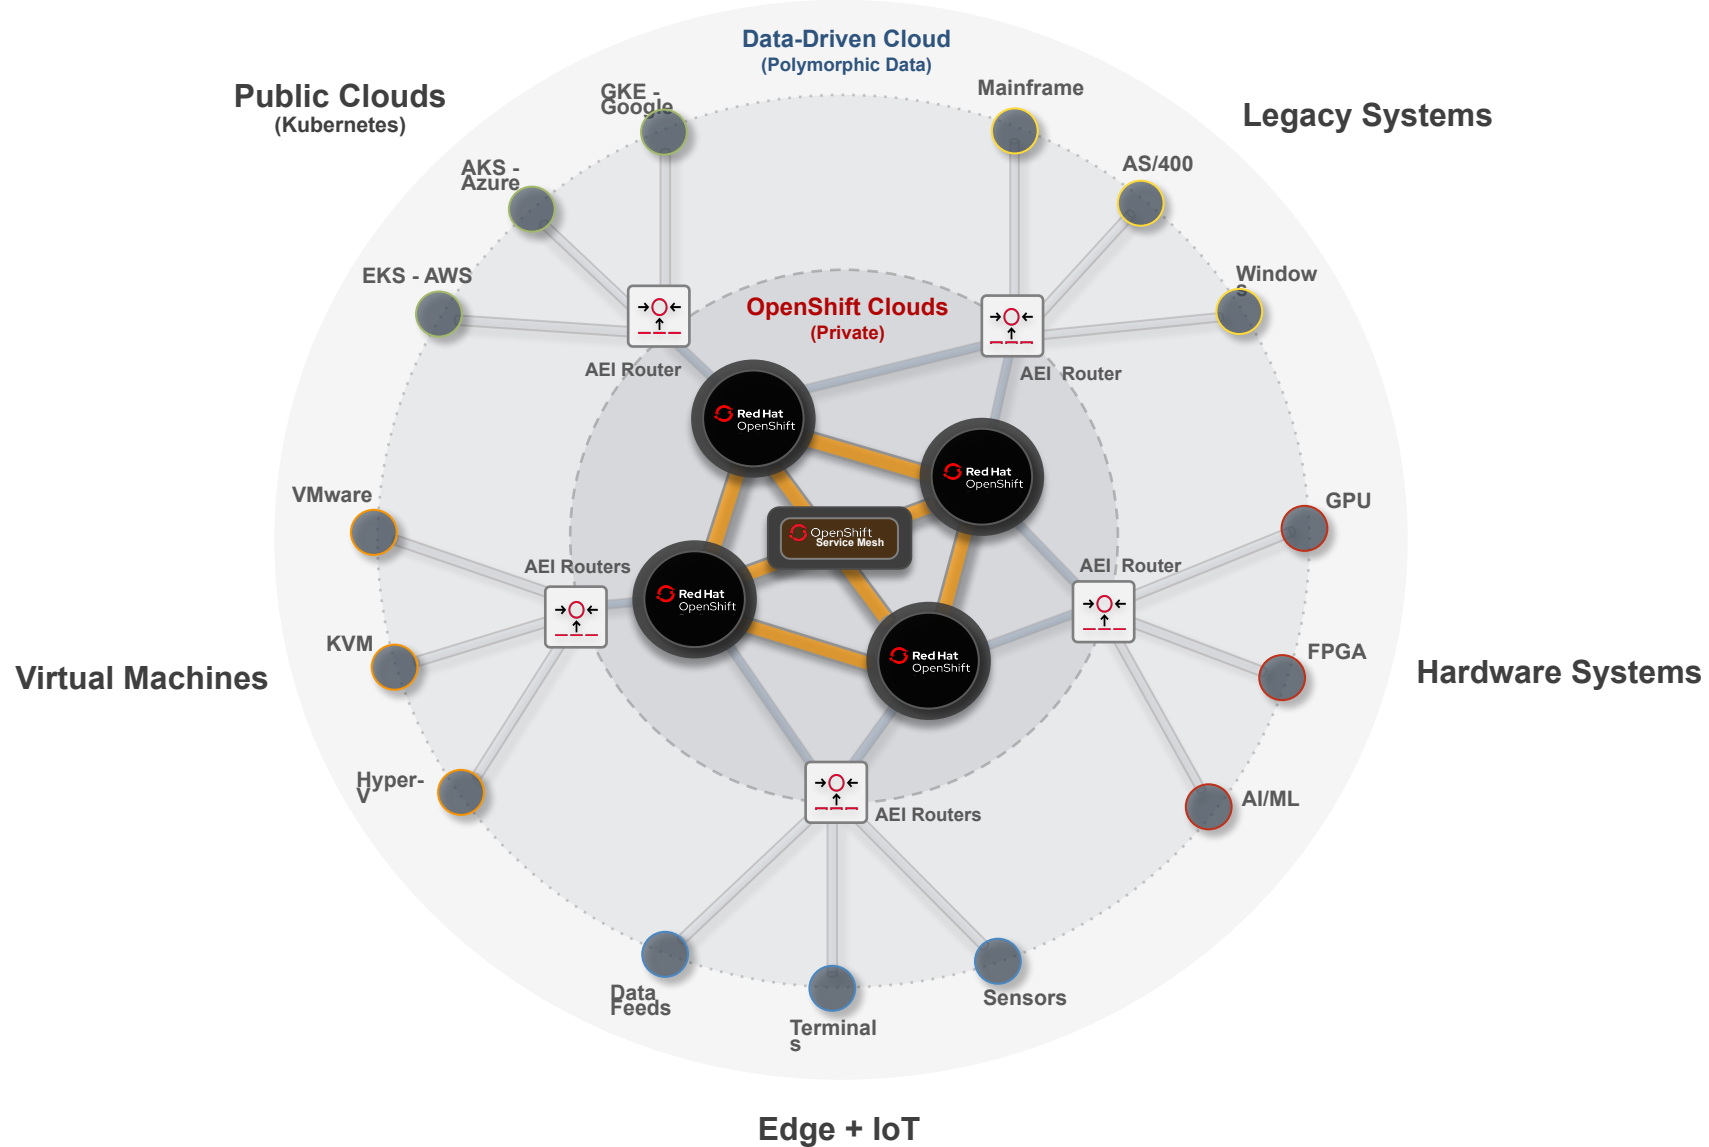 Data-Driven Cloud
(Polymorphic Data)
Public Clouds
(Kubernetes)
GKE -
Google
Mainframe
Legacy Systems
AKS -
Azure
AS/400
EKS - AWS
Window
s
OpenShift Clouds
(Private)
AEI Router
AEI  Router
Red Hat
OpenShift
Red Hat
OpenShift
VMware
GPU
OpenShift
Service Mesh
AEI Routers
AEI  Router
Red Hat
OpenShift
KVM
FPGA
Red Hat
OpenShift
Virtual Machines
Hardware Systems
Hyper-
V
AI/ML
AEI Routers
Data
Feeds
Sensors
Terminal
s
Edge + IoT